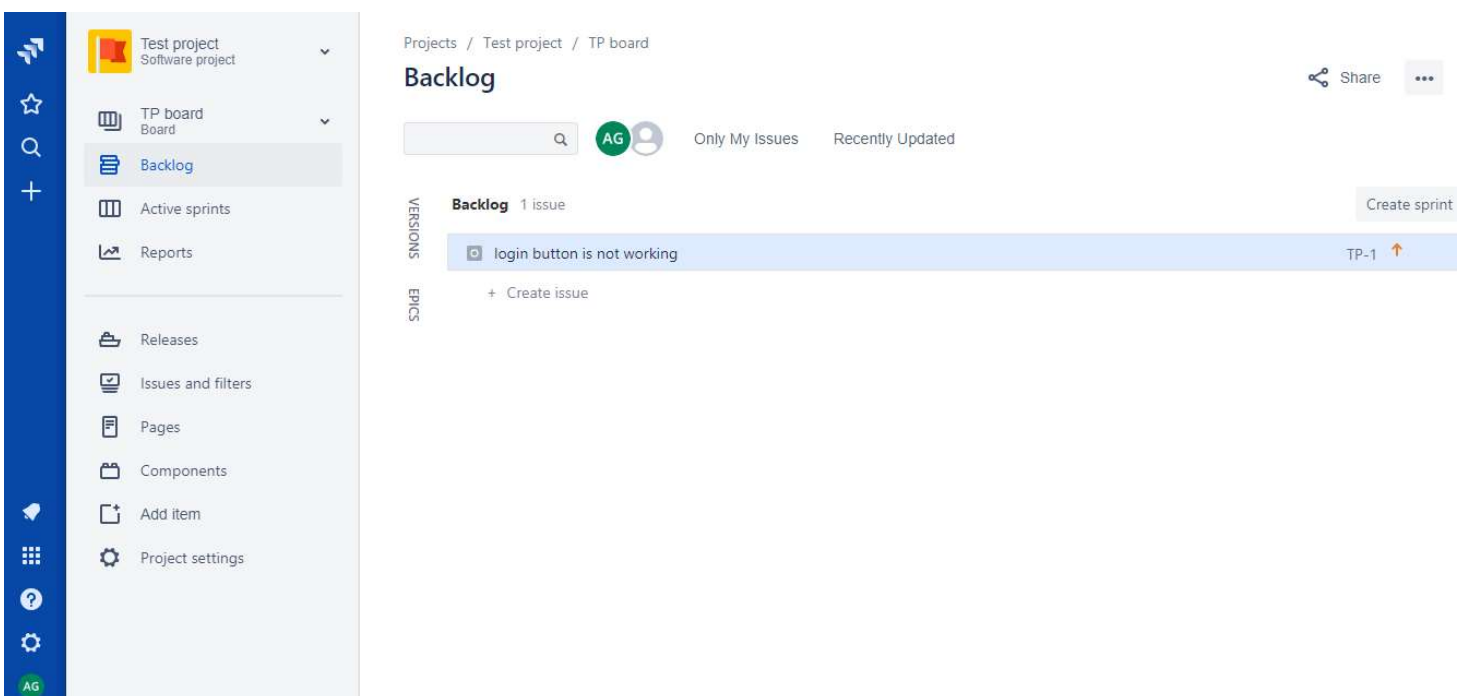 Test project
Software project
TP board
Board
Backlog
Active sprints
Reports
Releases
Issues and filters
Pages
Components
Add item
Project settings
AG
Projects / Test project / TP board
Backlog
Share
AG
Only My Issues
Recently Updated
VERSIONS
EPICS
Backlog 1 issue
Create sprint
login button is not working
TP-1
+ Create issue